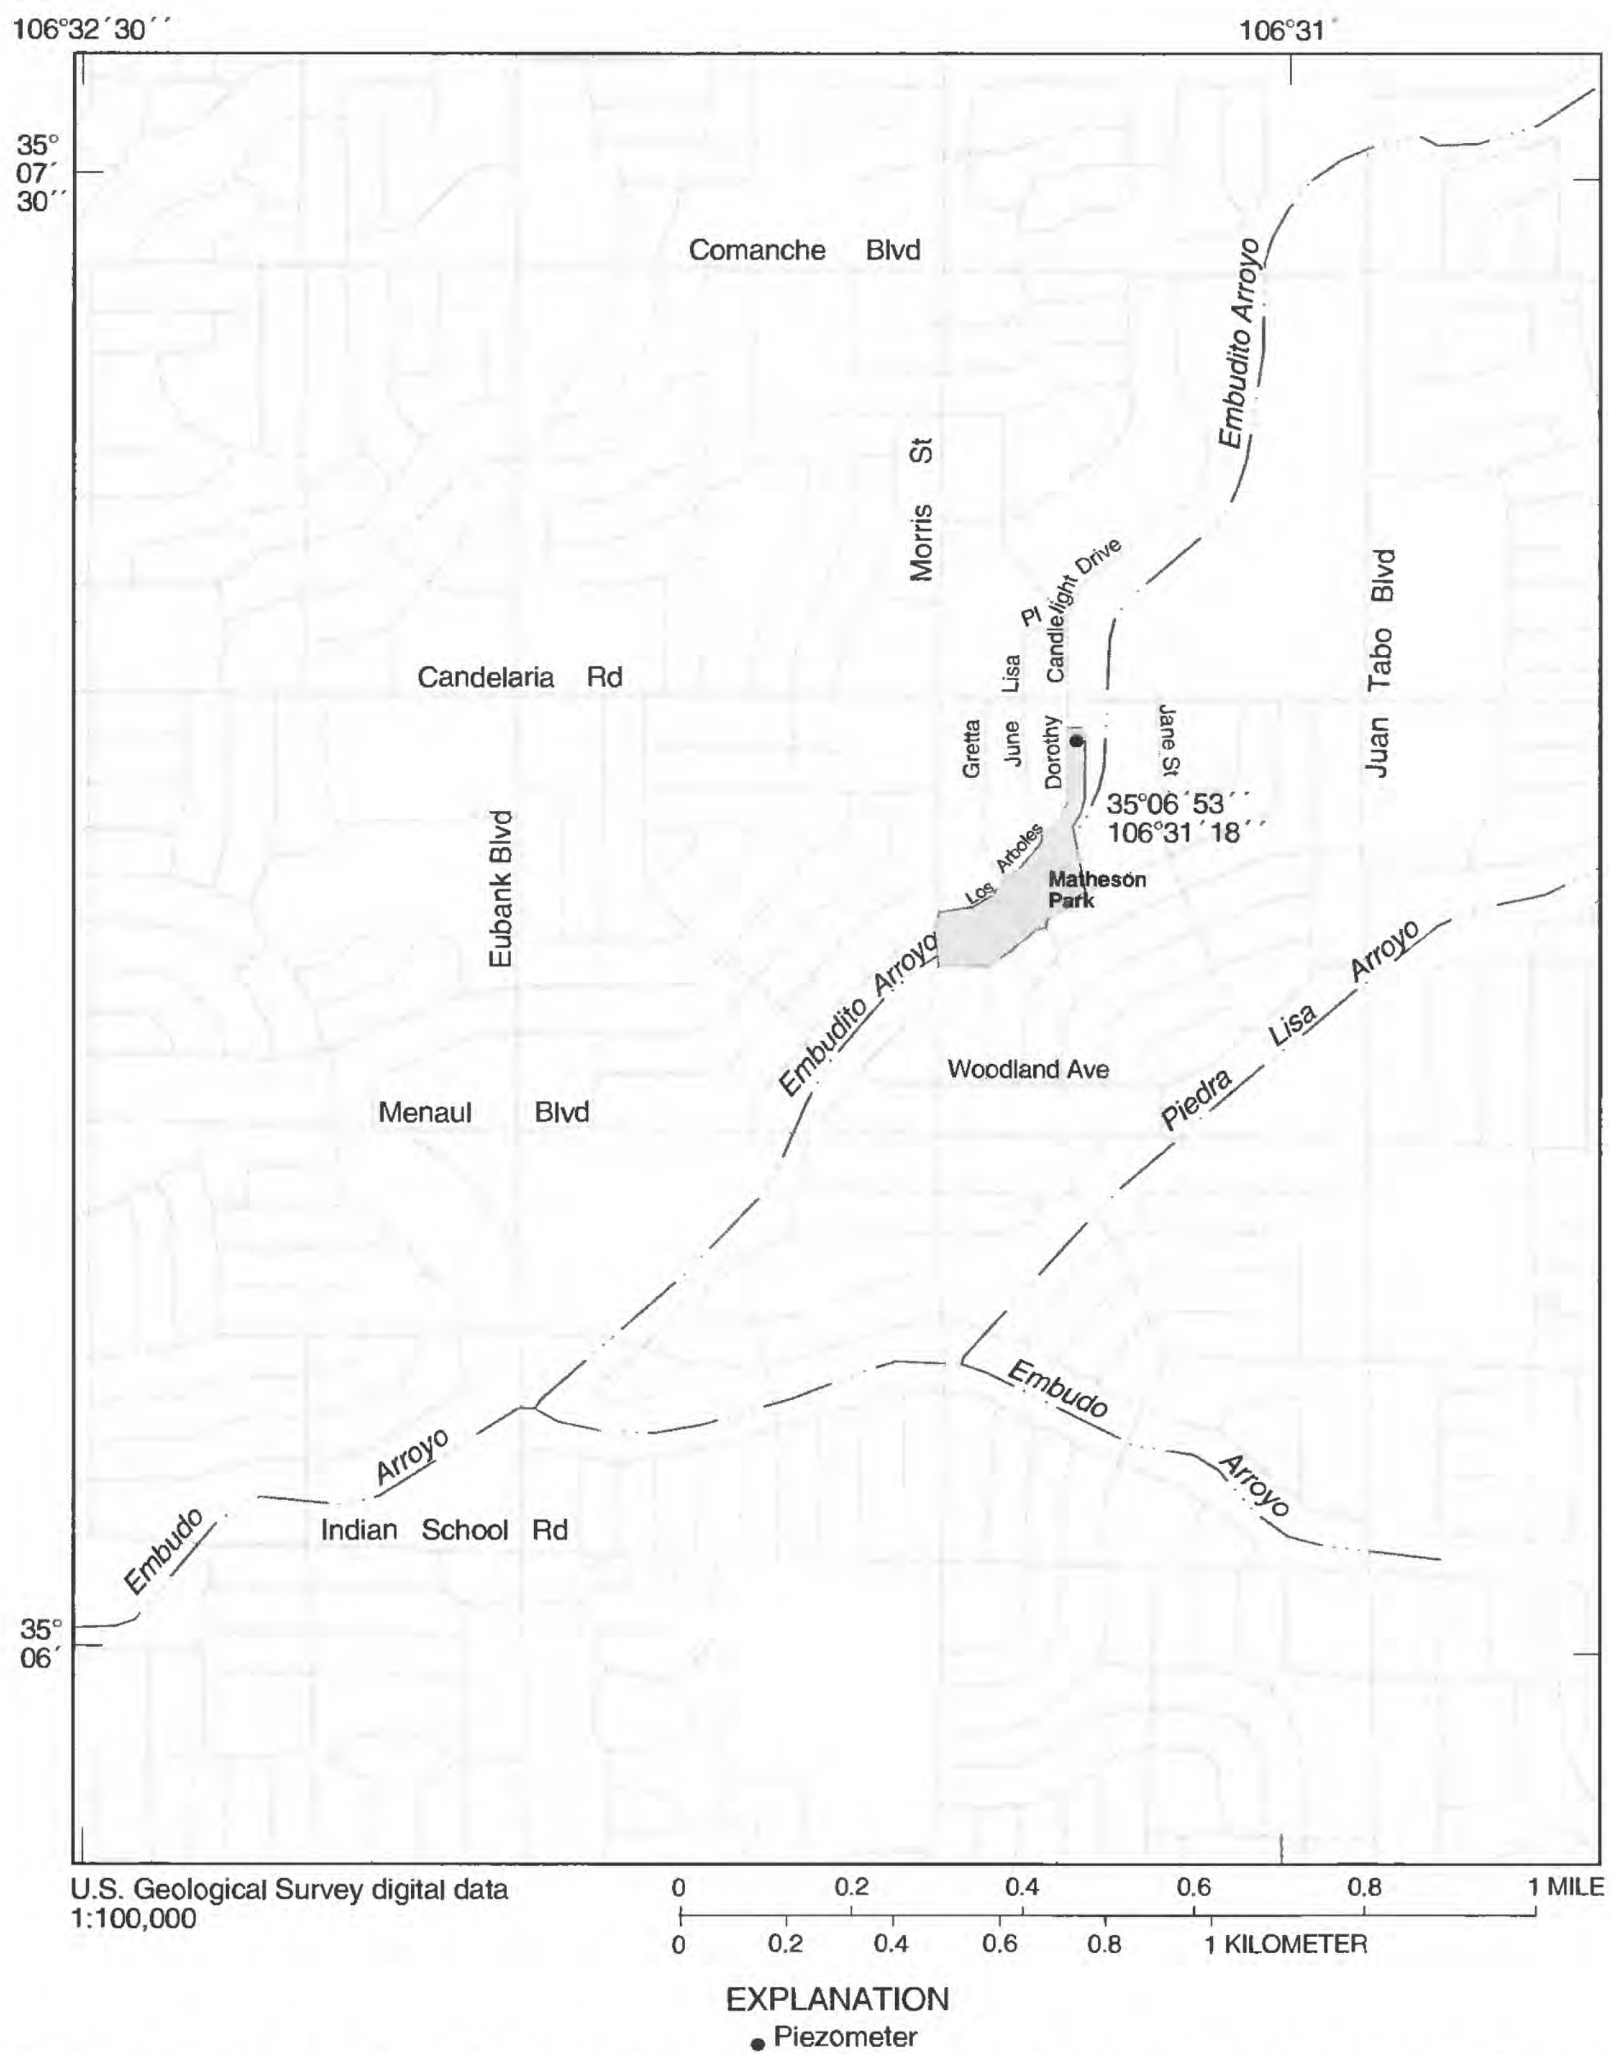 106°32´30´´ 106°31´
35°
07´
30´´
Comanche Blvd
Embudito Arroyo
Morris St
Candlelight Drive
Pl
Lisa
Juan Tabo Blvd
Candelaria Rd
Gretta
June
Dorothy
Jane St
35°06´53´´
106°31´18´´
Eubank Blvd
Los Arboles
Matheson
Park
Embudito Arroyo
Piedra Lisa Arroyo
Woodland Ave
Menaul Blvd
Embudo Arroyo
Embudo Arroyo
Indian School Rd
35°
06´
U.S. Geological Survey digital data
1:100,000
0 0.2 0.4 0.6 0.8 1 MILE
0 0.2 0.4 0.6 0.8 1 KILOMETER
EXPLANATION
Piezometer